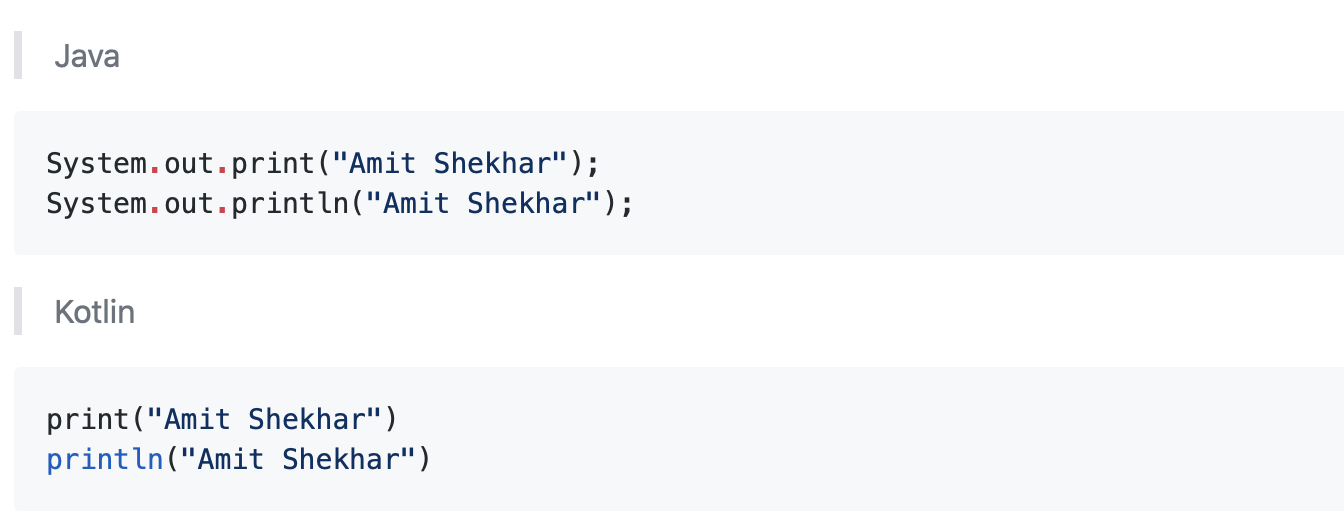 Java
System.out.print("Amit Shekhar");
System.out.println("Amit Shekhar");
Kotlin
print("Amit Shekhar")
println("Amit Shekhar")